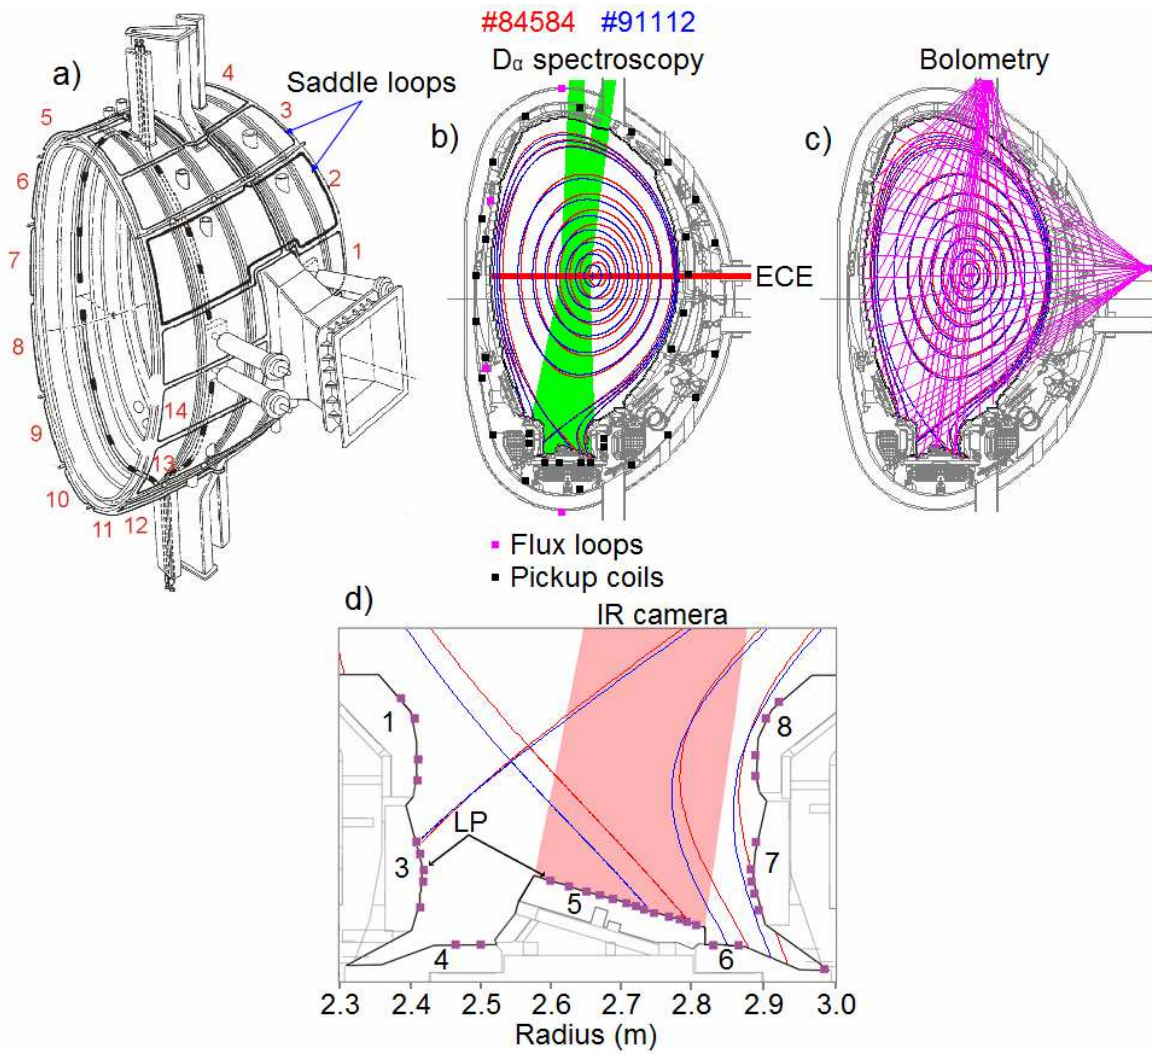 #84584 #91112
Dα spectroscopy
Bolometry
a)
Saddle loops
b)
c)
1
2
3
4
5
6
7
8
9
10
11
12
13
14
ECE
Flux loops
Pickup coils
d)
IR camera
LP
1
3
4
5
6
7
8
2.3 2.4 2.5 2.6 2.7 2.8 2.9 3.0
Radius (m)